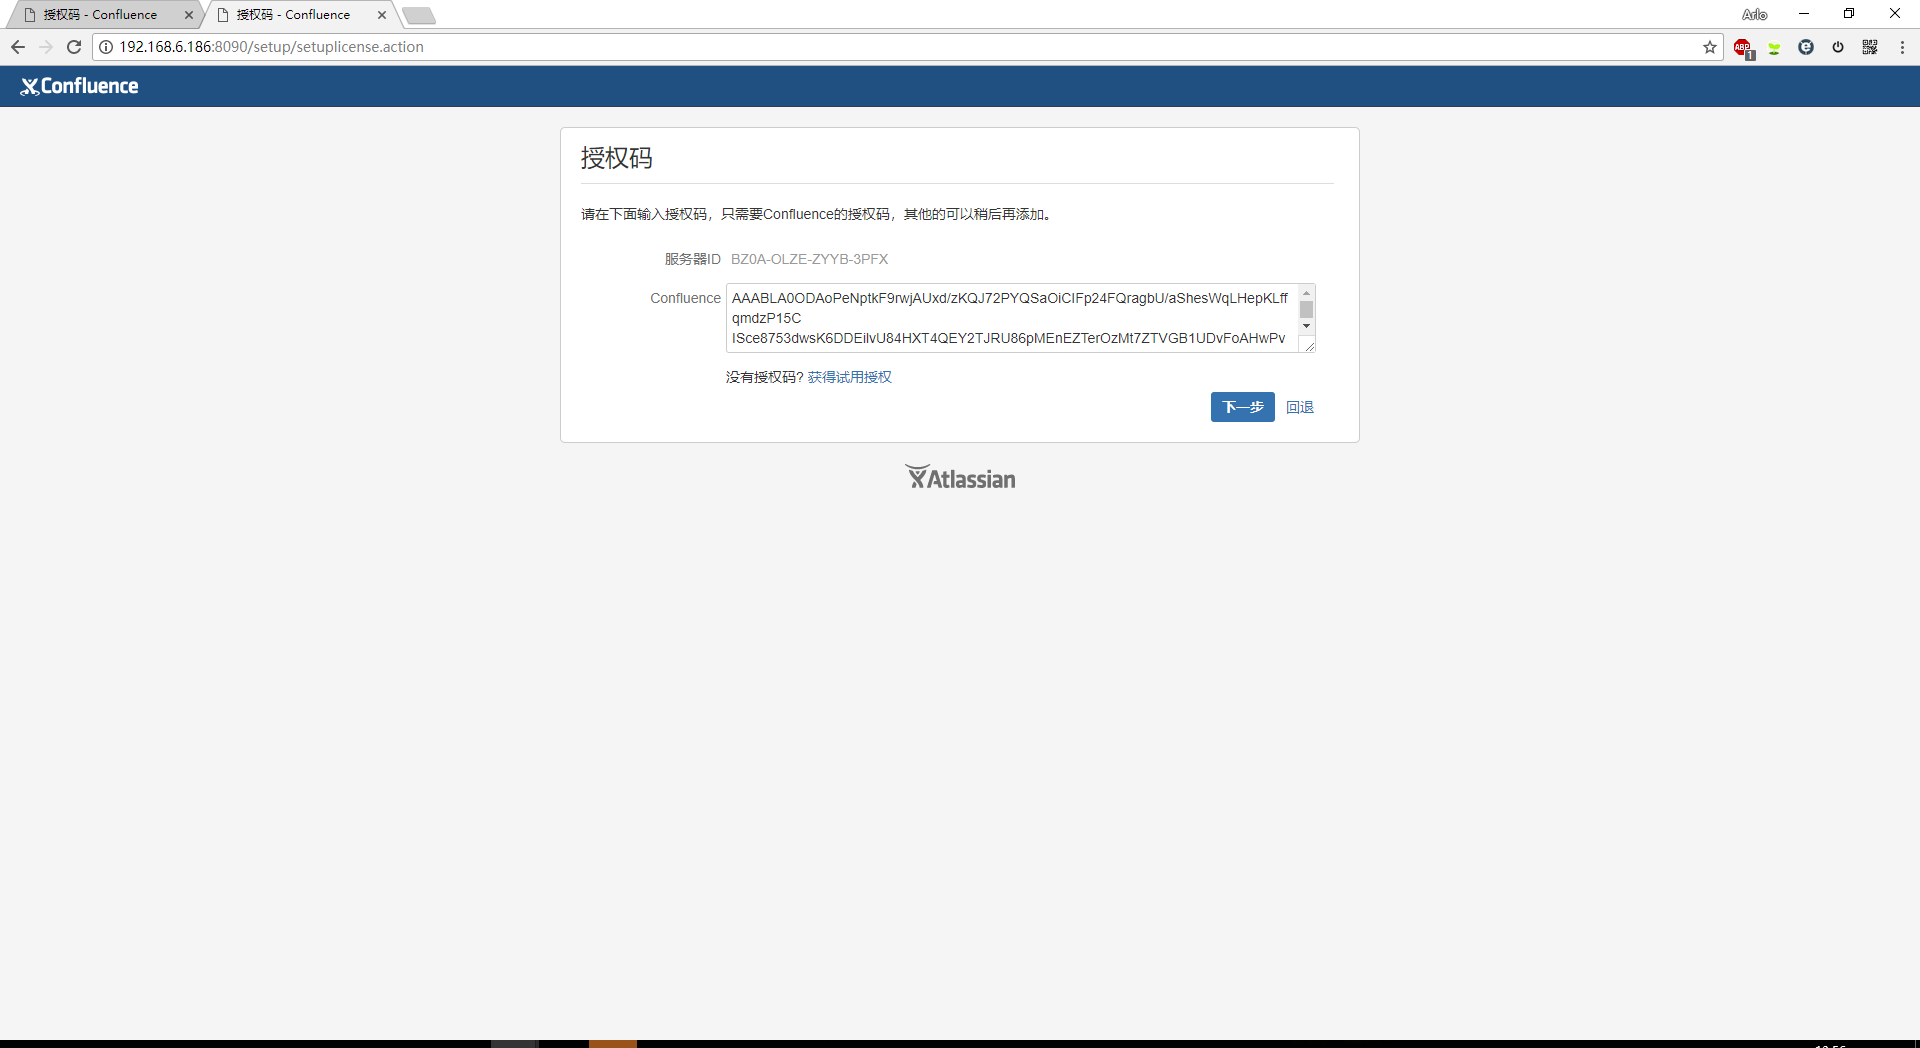 授权码 - Confluence
授权码 - Confluence
Arlo
192.168.6.186:8090/setup/setuplicense.action
ABP
1
Confluence
授权码
请在下面输入授权码，只需要Confluence的授权码，其他的可以稍后再添加。
服务器ID BZ0A-OLZE-ZYYB-3PFX
Confluence
AAABLA0ODAoPeNptkF9rwjAUxd/zKQJ72PYQSaOiCIFp24FQragbU/aShesWqLHepKLff
qmdzP15C
ISce8753dwsK6DDEilvU84HXT4QEY2TJRU86pMEnEZTerOzMt7ZTVGB1UDvFoAHwPv
没有授权码? 获得试用授权
下一步 回退
Atlassian